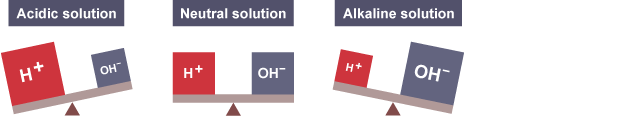 Acidic solution
Neutral solution
Alkaline solution
H⁺
OH⁻
H⁺
OH⁻
H⁺
OH⁻